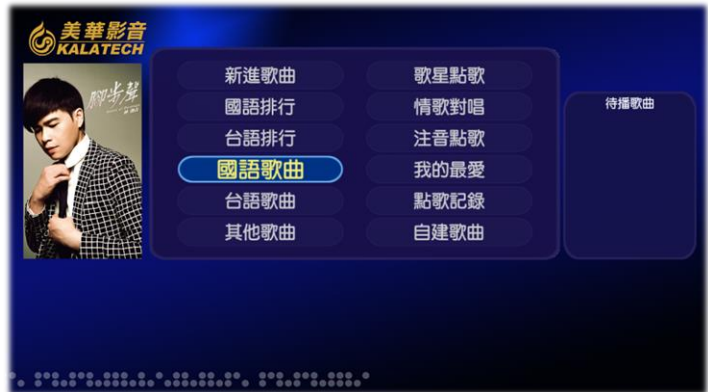 美華影音
KALATECH
腳步聲
新進歌曲
國語排行
台語排行
國語歌曲
台語歌曲
其他歌曲
歌星點歌
情歌對唱
注音點歌
我的最愛
點歌記錄
自建歌曲
待播歌曲